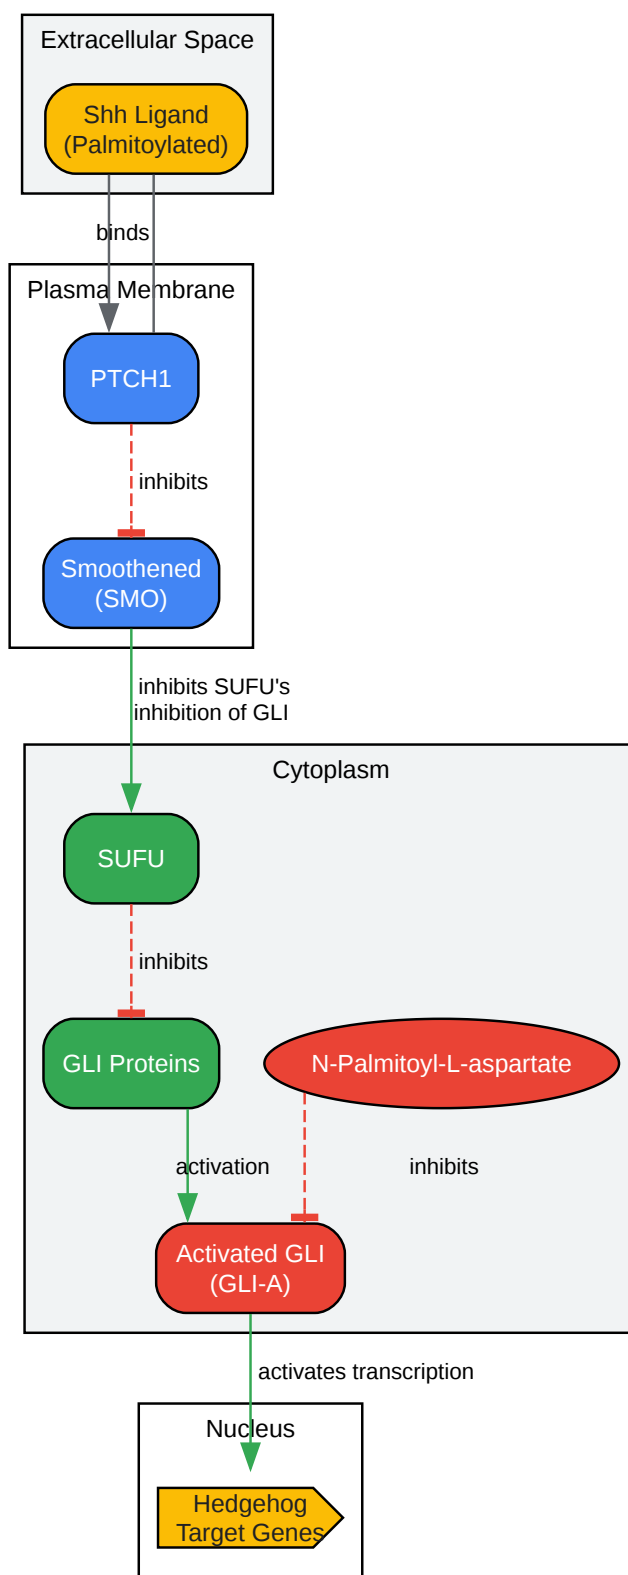 Extracellular Space
Shh Ligand
(Palmitoylated)
binds
Plasma Membrane
PTCH1
inhibits
Smoothened
(SMO)
inhibits SUFU's
inhibition of GLI
Cytoplasm
SUFU
inhibits
GLI Proteins
N-Palmitoyl-L-aspartate
activation
inhibits
Activated GLI
(GLI-A)
activates transcription
Nucleus
Hedgehog
Target Genes